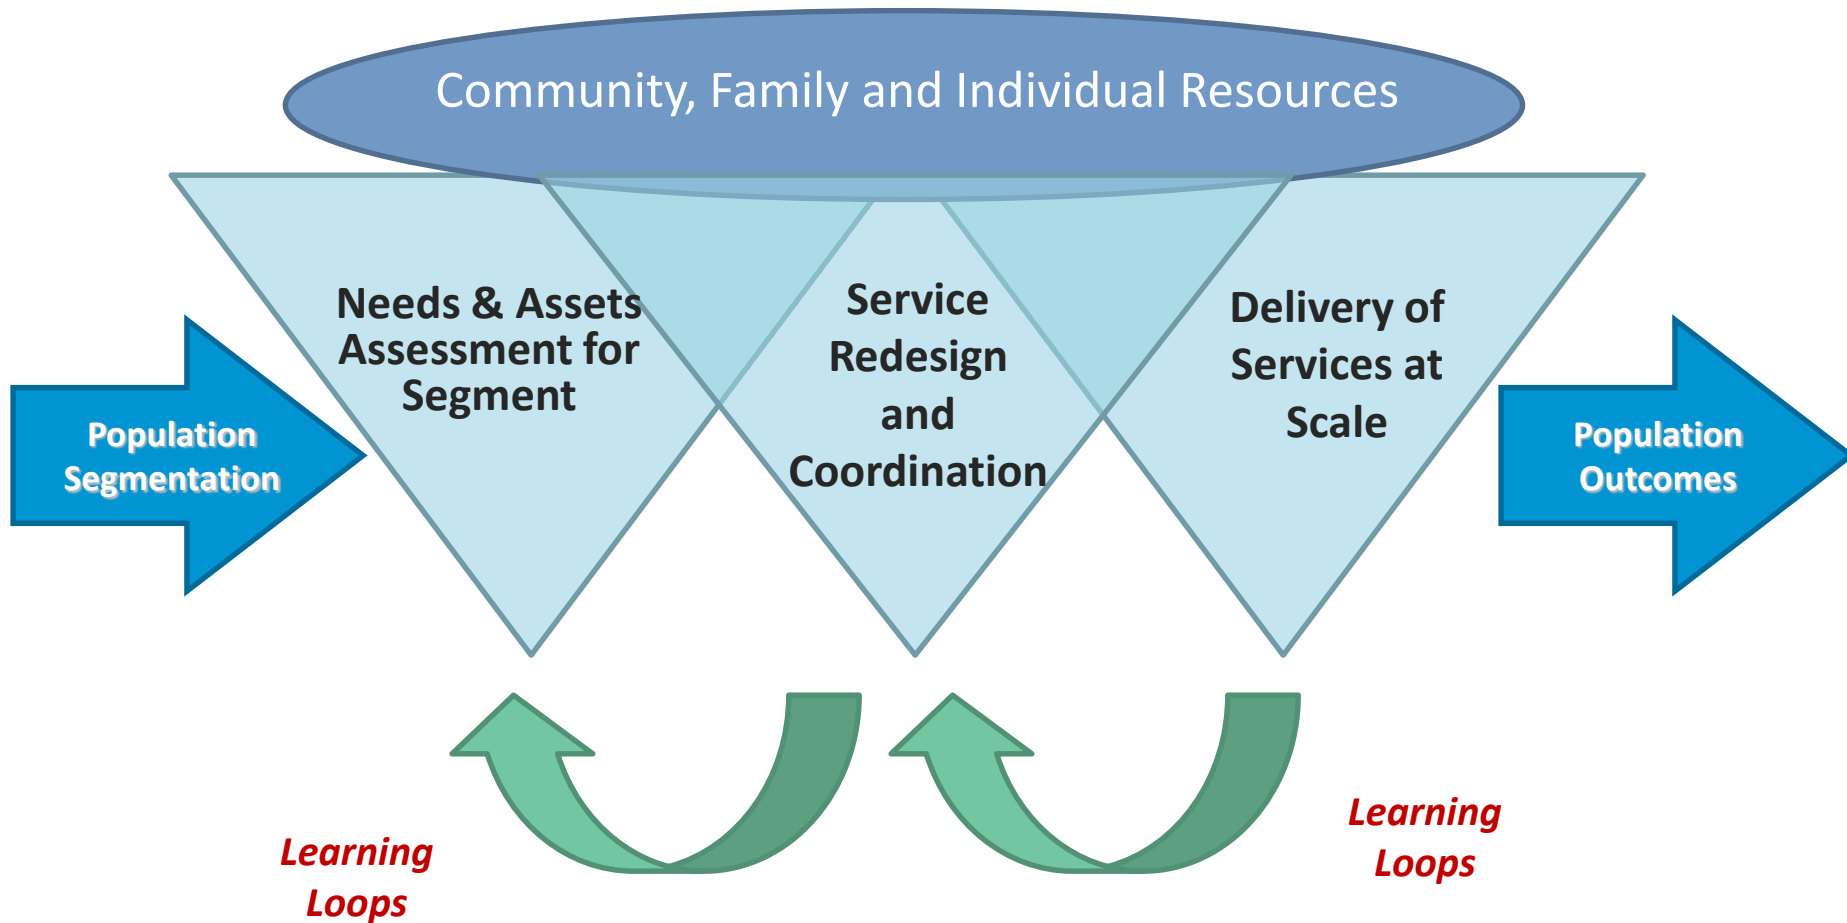 Community, Family and Individual Resources
Needs & Assets
Assessment for
Segment
Service
Redesign
and
Coordination
Delivery of
Services at
Scale
Population
Segmentation
Population
Outcomes
Learning
Loops
Learning
Loops